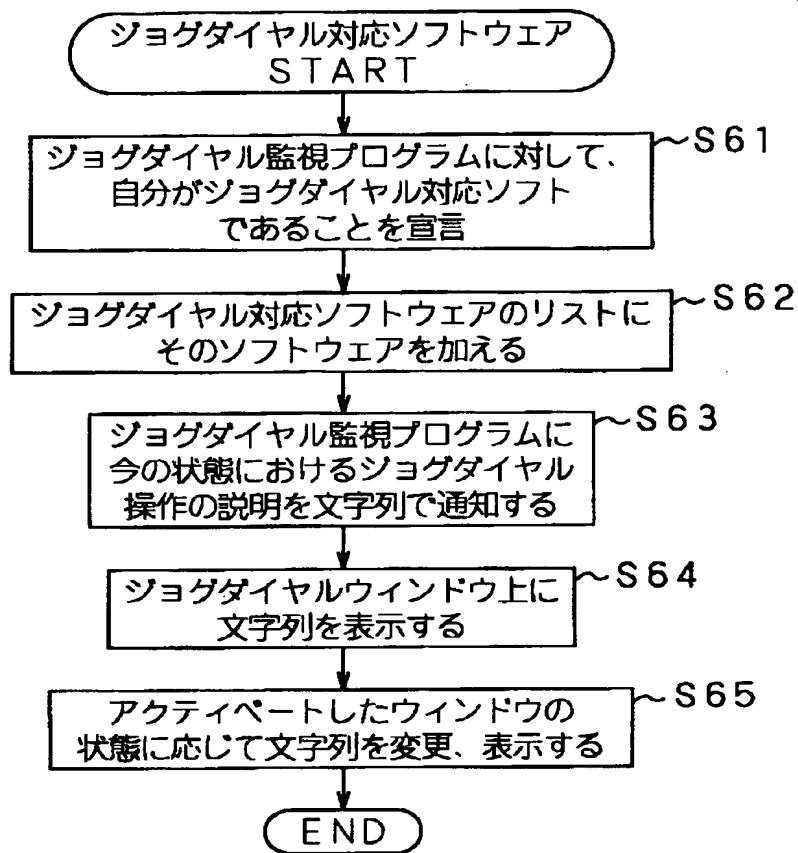 ジョグダイヤル対応ソフトウェア
START
S61
ジョグダイヤル監視プログラムに対して、
自分がジョグダイヤル対応ソフト
であることを宣言
S62
ジョグダイヤル対応ソフトウェアのリストに
そのソフトウェアを加える
S63
ジョグダイヤル監視プログラムに
今の状態におけるジョグダイヤル
操作の説明を文字列で通知する
S64
ジョグダイヤルウィンドウ上に
文字列を表示する
S65
アクティベートしたウィンドウの
状態に応じて文字列を変更、表示する
END